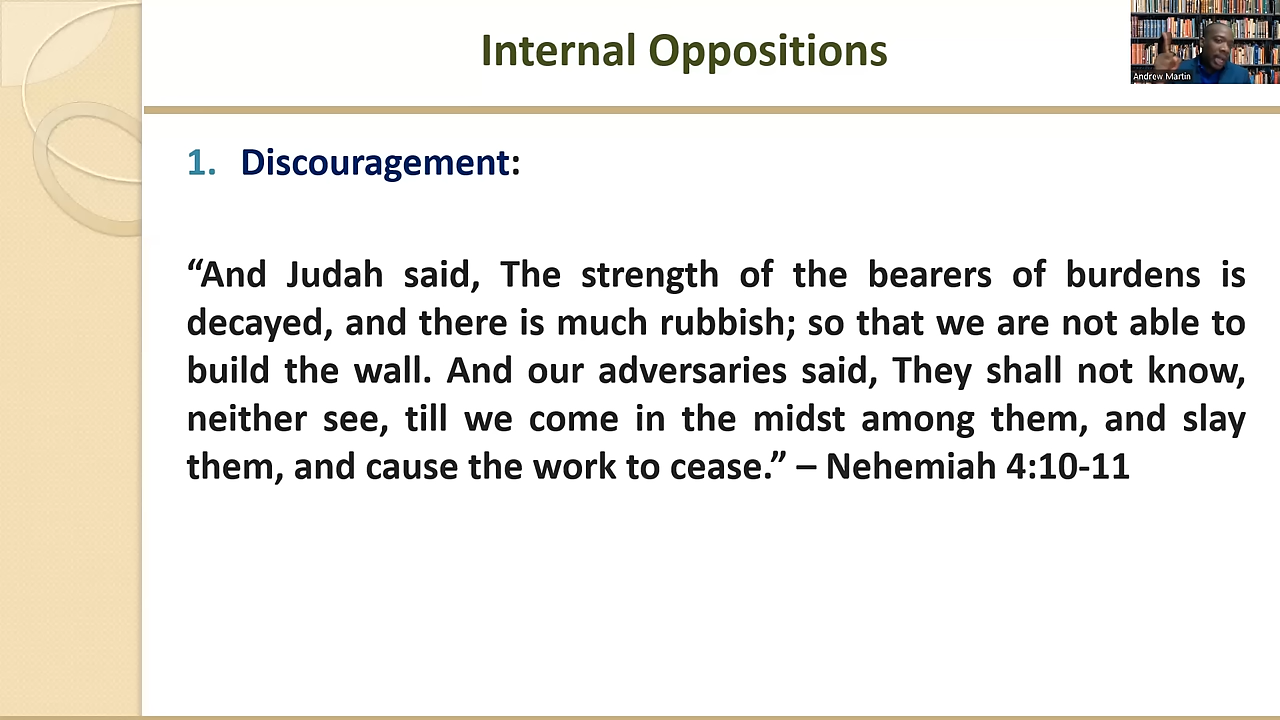 Internal Oppositions
Andrew Martin
1. Discouragement:
“And Judah said, The strength of the bearers of burdens is
decayed, and there is much rubbish; so that we are not able to
build the wall. And our adversaries said, They shall not know,
neither see, till we come in the midst among them, and slay
them, and cause the work to cease.” – Nehemiah 4:10-11